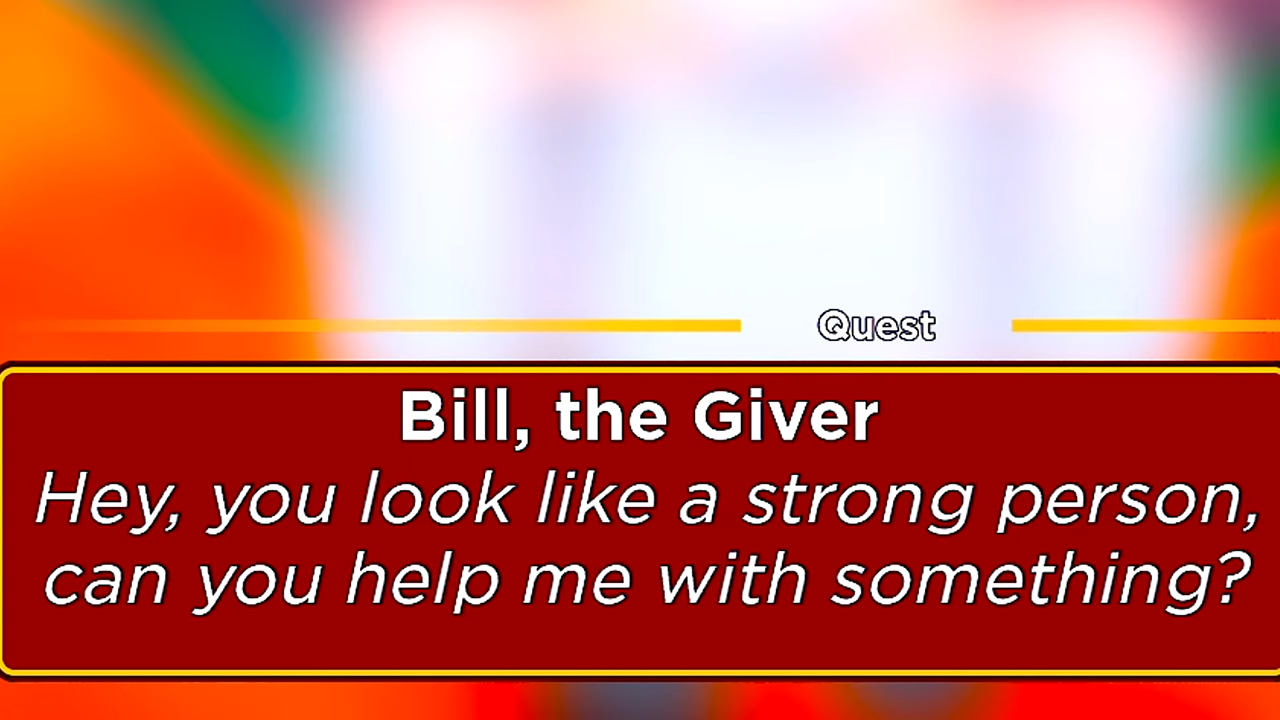 Quest
Bill, the Giver
Hey, you look like a strong person,
can you help me with something?